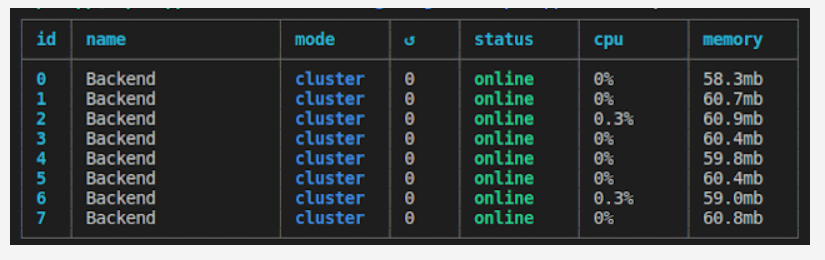 id name mode ↺ status cpu memory
0 Backend cluster 0 online 0% 58.3mb
1 Backend cluster 0 online 0% 60.7mb
2 Backend cluster 0 online 0.3% 60.9mb
3 Backend cluster 0 online 0% 60.4mb
4 Backend cluster 0 online 0% 59.8mb
5 Backend cluster 0 online 0% 60.4mb
6 Backend cluster 0 online 0.3% 59.0mb
7 Backend cluster 0 online 0% 60.8mb